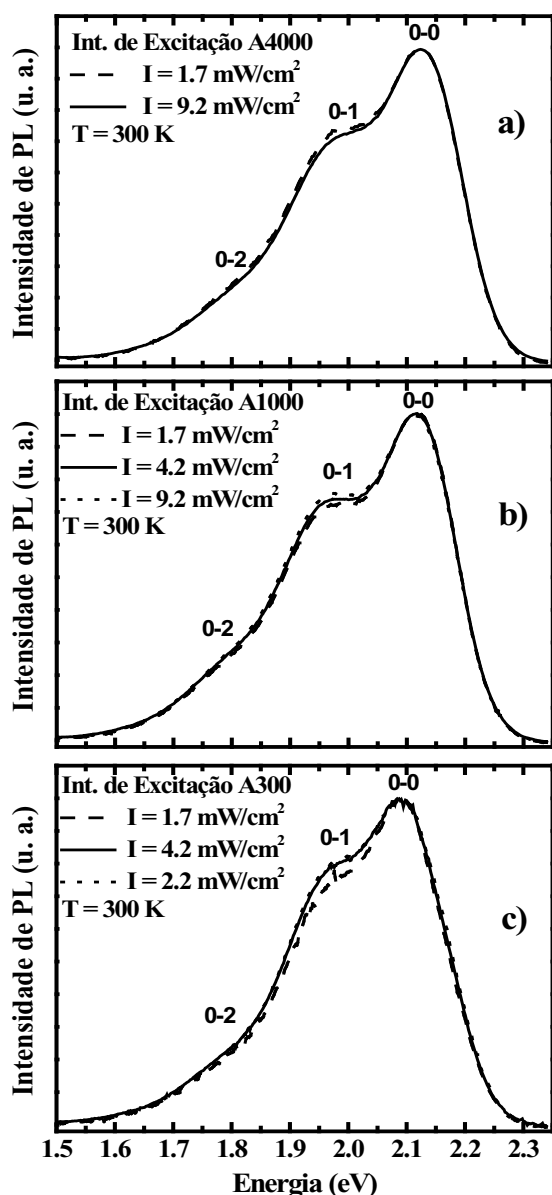 Intensidade de PL (u. a.)
Int. de Excitação A4000
I = 1.7 mW/cm²
I = 9.2 mW/cm²
T = 300 K
0-0
0-1
0-2
a)
Intensidade de PL (u. a.)
Int. de Excitação A1000
I = 1.7 mW/cm²
I = 4.2 mW/cm²
I = 9.2 mW/cm²
T = 300 K
0-0
0-1
0-2
b)
Intensidade de PL (u. a.)
Int. de Excitação A300
I = 1.7 mW/cm²
I = 4.2 mW/cm²
I = 2.2 mW/cm²
T = 300 K
0-0
0-1
0-2
c)
1.5 1.6 1.7 1.8 1.9 2.0 2.1 2.2 2.3
Energia (eV)